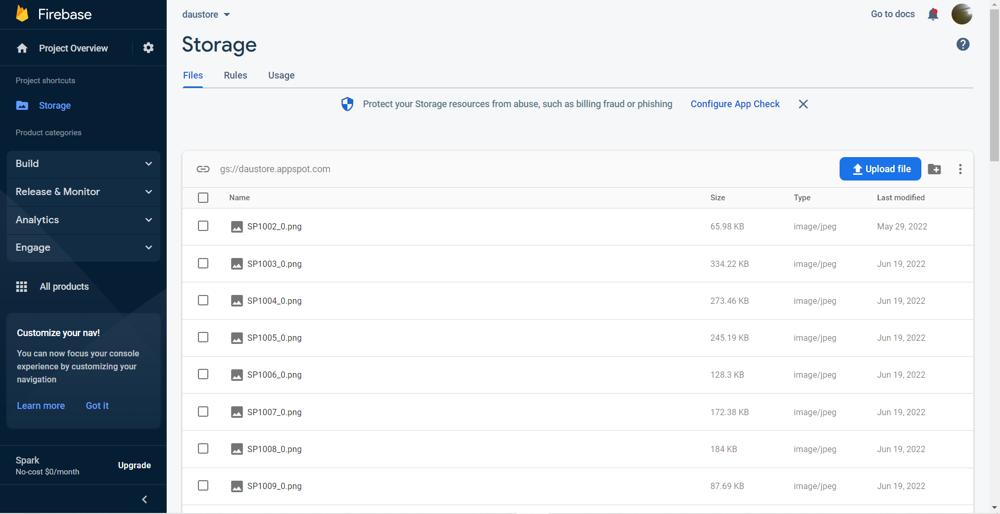 Firebase
Project Overview
Project shortcuts
Storage
Product categories
Build
Release & Monitor
Analytics
Engage
All products
Customize your nav!
You can now focus your console
experience by customizing your
navigation
Learn more Got it
Spark
No-cost $0/month
Upgrade
daustore
Go to docs
Storage
Files Rules Usage
Protect your Storage resources from abuse, such as billing fraud or phishing Configure App Check
gs://daustore.appspot.com
Upload file
Name Size Type Last modified
SP1002_0.png 65.98 KB image/jpeg May 29, 2022
SP1003_0.png 334.22 KB image/jpeg Jun 19, 2022
SP1004_0.png 273.46 KB image/jpeg Jun 19, 2022
SP1005_0.png 245.19 KB image/jpeg Jun 19, 2022
SP1006_0.png 128.3 KB image/jpeg Jun 19, 2022
SP1007_0.png 172.38 KB image/jpeg Jun 19, 2022
SP1008_0.png 184 KB image/jpeg Jun 19, 2022
SP1009_0.png 87.69 KB image/jpeg Jun 19, 2022